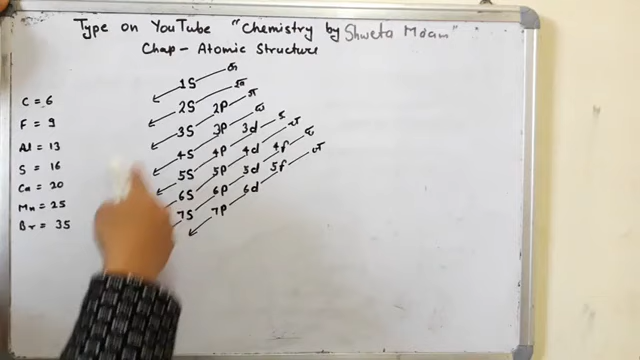 Type on YouTube "Chemistry by Shweta Mdam"
Chap - Atomic Structure
C = 6
F = 9
Al = 13
S = 16
Ca = 20
Mn = 25
Br = 35
1S
2S 2P
3S 3P 3d
4S 4P 4d 4f
5S 5P 5d 5f
6S 6P 6d
7S 7P